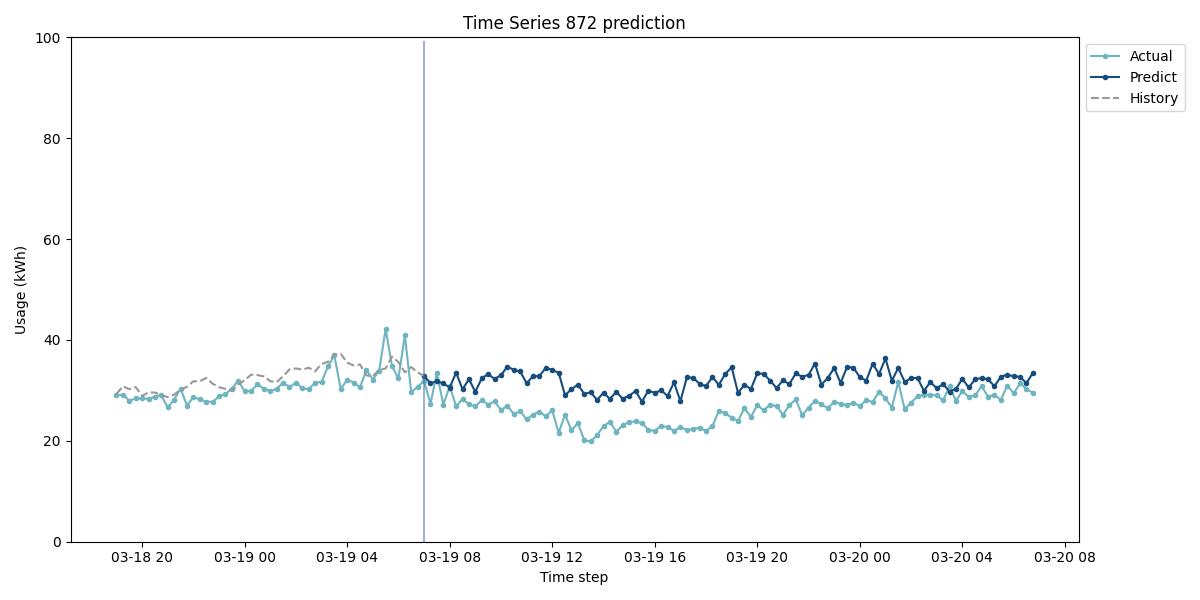 Time Series 872 prediction
100
80
60
40
20
0
Usage (kWh)
03-18 20
03-19 00
03-19 04
03-19 08
03-19 12
03-19 16
03-19 20
03-20 00
03-20 04
03-20 08
Time step
Actual
Predict
History